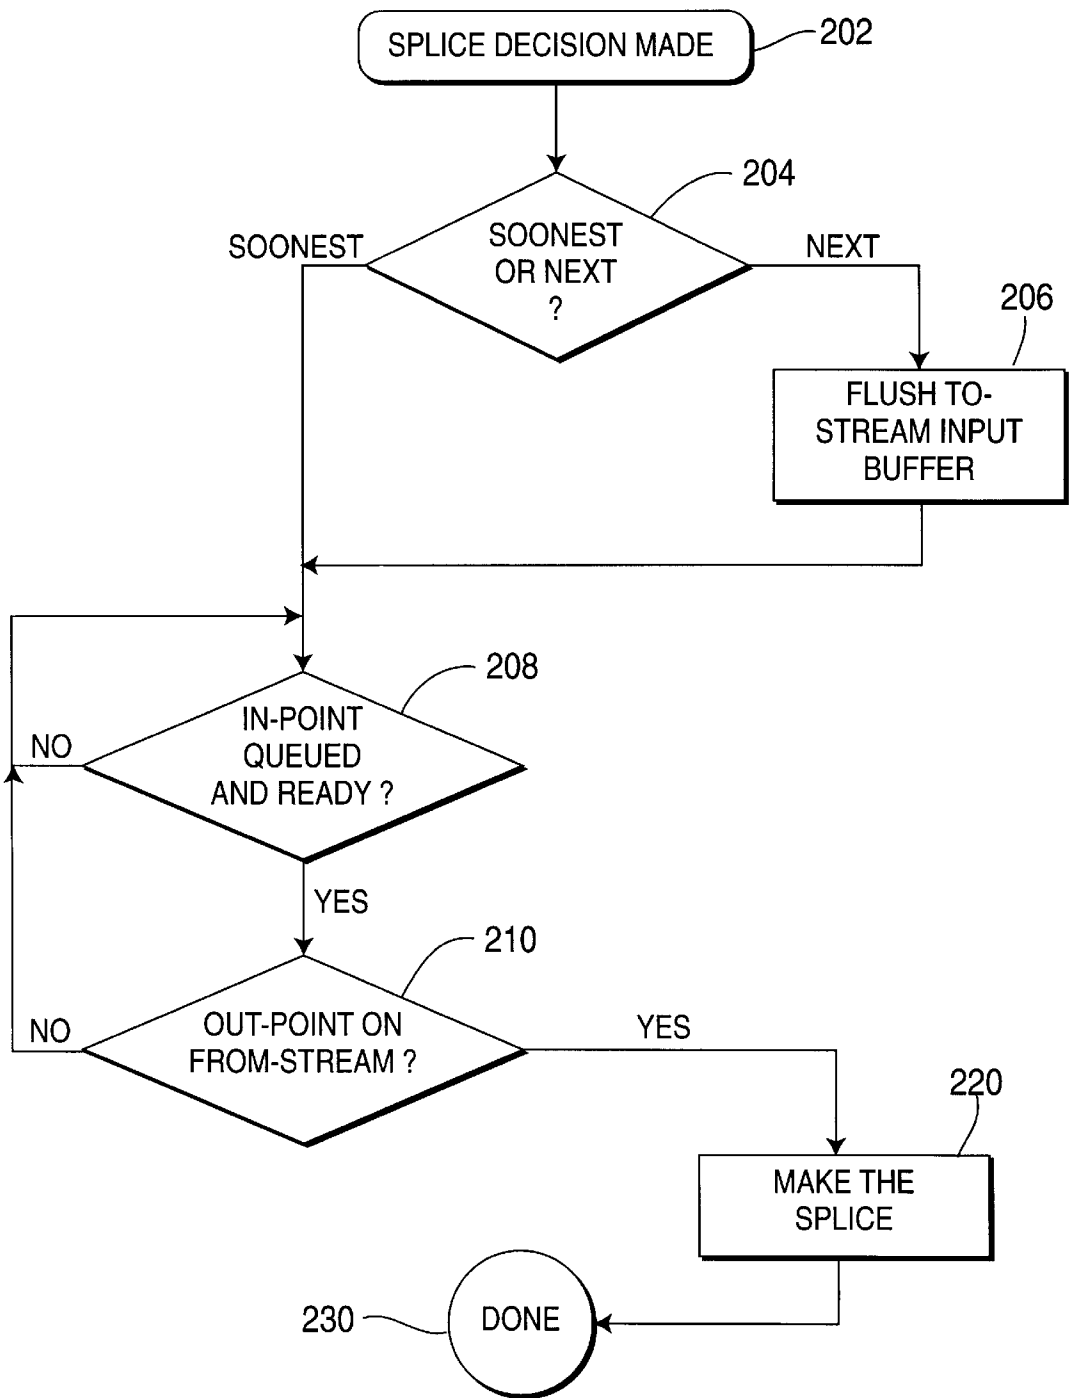 SPLICE DECISION MADE
202
204
SOONEST
OR NEXT
?
SOONEST
NEXT
206
FLUSH TO-
STREAM INPUT
BUFFER
208
IN-POINT
QUEUED
AND READY ?
NO
YES
210
OUT-POINT ON
FROM-STREAM ?
NO
YES
220
MAKE THE
SPLICE
230
DONE